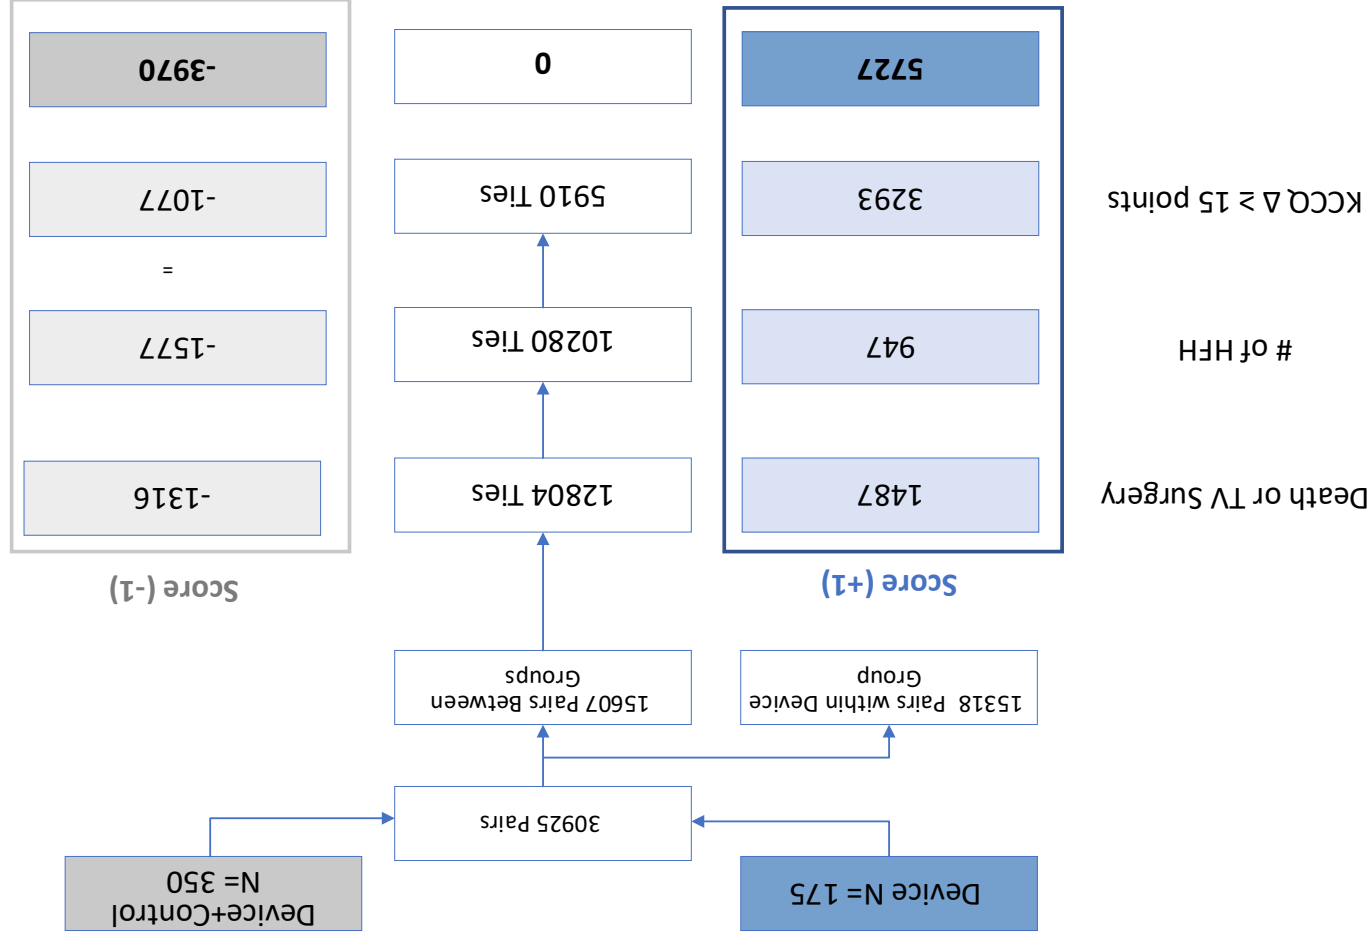 Device N= 175
Device+Control
N= 350
30925 Pairs
15318 Pairs within Device
Group
15607 Pairs Between
Groups
Score (+1)
Score (-1)
Death or TV Surgery
1487
12804 Ties
-1316
# of HFH
947
10280 Ties
-1577
=
KCCQ Δ ≥ 15 points
3293
5910 Ties
-1077
5727
0
-3970